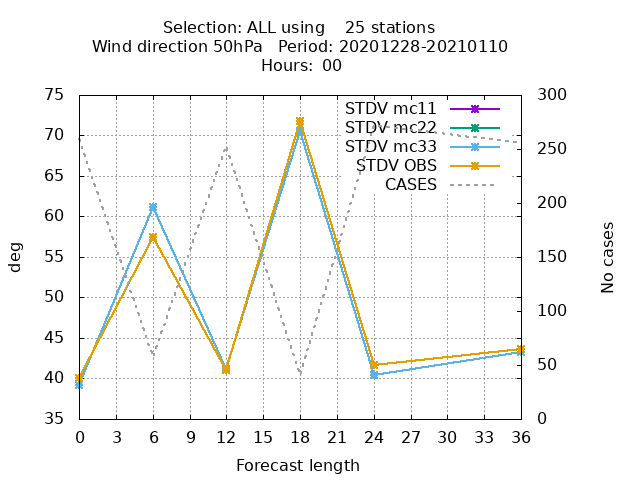 Selection: ALL using    25 stations
Wind direction 50hPa   Period: 20201228-20210110
Hours: 00
75 300
STDV mc11
70 STDV mc22
STDV mc33 250
65 STDV OBS
CASES
60 200
55 150
deg No cases
50
45 100
40 50
35 0
0 3 6 9 12 15 18 21 24 27 30 33 36
Forecast length